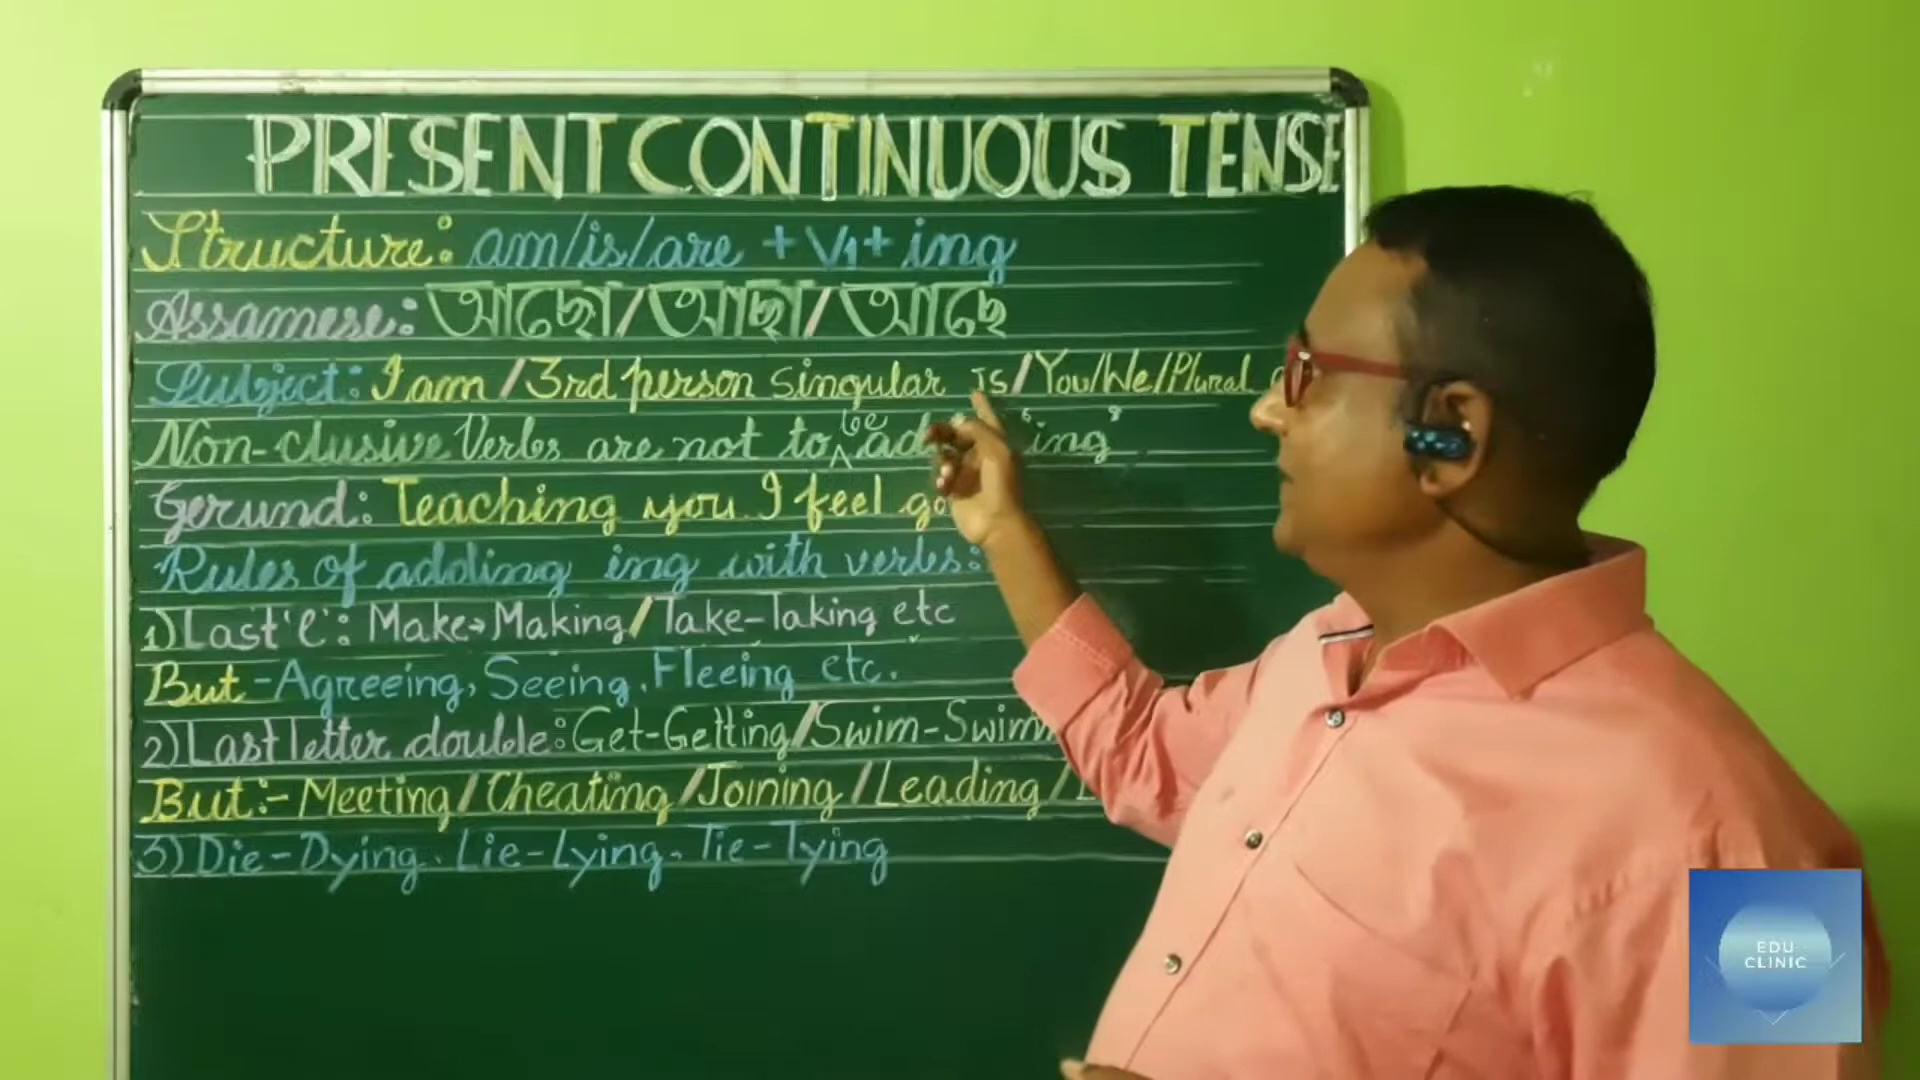 PRESENT CONTINUOUS TENSE
Structure: am/is/are + V1 + ing
Assamese: আছো/আছা/আছে
Subject: I am / 3rd person singular is/You/We/Plural
Non-clusive Verbs are not to be "ing"
Gerund: Teaching you I feel
Rules of adding ing with verbs:
1) Last 'e': Make→Making/Take-Taking etc
But - Agreeing, Seeing, Fleeing etc.
2) Last letter double: Get-Getting/Swim-
But:- Meeting/Cheating/Joining/Leading/
3) Die-Dying, Lie-Lying, Tie-Tying
EDU
CLINIC